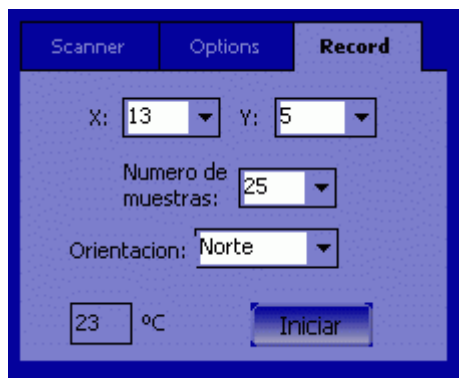 Scanner Options Record
X: 13 Y: 5
Numero de
muestras: 25
Orientacion: Norte
23 ºC Iniciar